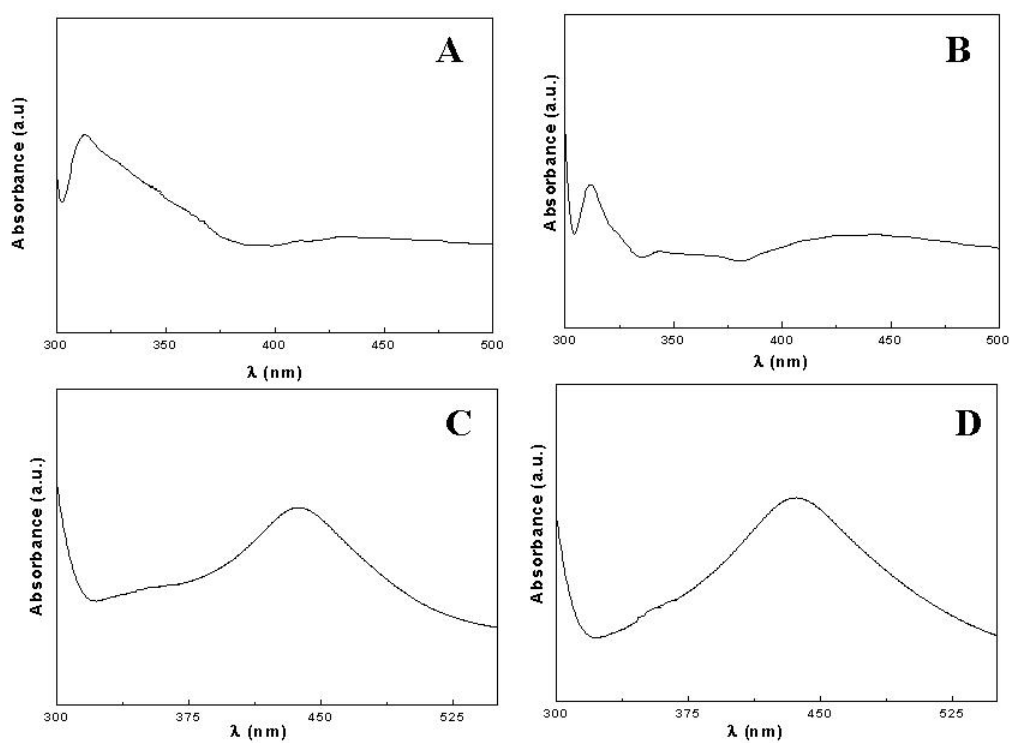 A
Absorbance (a.u)
300 350 400 450 500
λ (nm)
B
Absorbance (a.u.)
300 350 400 450 500
λ (nm)
C
Absorbance (a.u.)
300 375 450 525
λ (nm)
D
Absorbance (a.u.)
300 375 450 525
λ (nm)